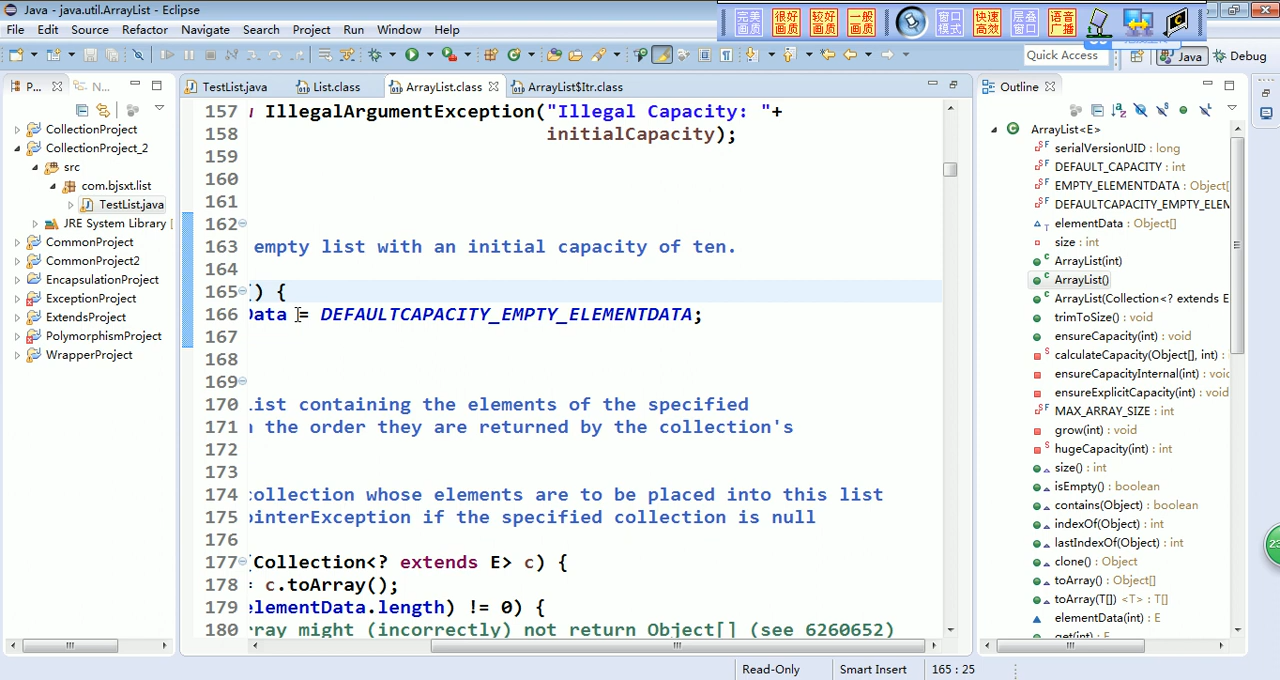 Java - java.util.ArrayList - Eclipse
完美画质 很好画质 较好画质 一般画质 窗口模式 快速高效 层叠窗口 语音广播
File Edit Source Refactor Navigate Search Project Run Window Help
Quick Access Java Debug
P... N...
CollectionProject
CollectionProject_2
src
com.bjsxt.list
TestList.java
JRE System Library [
CommonProject
CommonProject2
EncapsulationProject
ExceptionProject
ExtendsProject
PolymorphismProject
WrapperProject
TestList.java List.class ArrayList.class ArrayList$Itr.class
157 IllegalArgumentException("Illegal Capacity: "+
158 initialCapacity);
159
160
161
162
163 empty list with an initial capacity of ten.
164
165 () {
166 Data = DEFAULTCAPACITY_EMPTY_ELEMENTDATA;
167
168
169
170 list containing the elements of the specified
171 n the order they are returned by the collection's
172
173
174 collection whose elements are to be placed into this list
175 ointerException if the specified collection is null
176
177 Collection<? extends E> c) {
178 = c.toArray();
179 elementData.length) != 0) {
180 rray might (incorrectly) not return Object[] (see 6260652)
Outline
ArrayList<E>
serialVersionUID : long
DEFAULT_CAPACITY : int
EMPTY_ELEMENTDATA : Object[
DEFAULTCAPACITY_EMPTY_ELEM
elementData : Object[]
size : int
ArrayList(int)
ArrayList()
ArrayList(Collection<? extends E
trimToSize() : void
ensureCapacity(int) : void
calculateCapacity(Object[], int) :
ensureCapacityInternal(int) : void
ensureExplicitCapacity(int) : void
MAX_ARRAY_SIZE : int
grow(int) : void
hugeCapacity(int) : int
size() : int
isEmpty() : boolean
contains(Object) : boolean
indexOf(Object) : int
lastIndexOf(Object) : int
clone() : Object
toArray() : Object[]
toArray(T[]) <T> : T[]
elementData(int) : E
get(int) : E
Read-Only Smart Insert 165 : 25